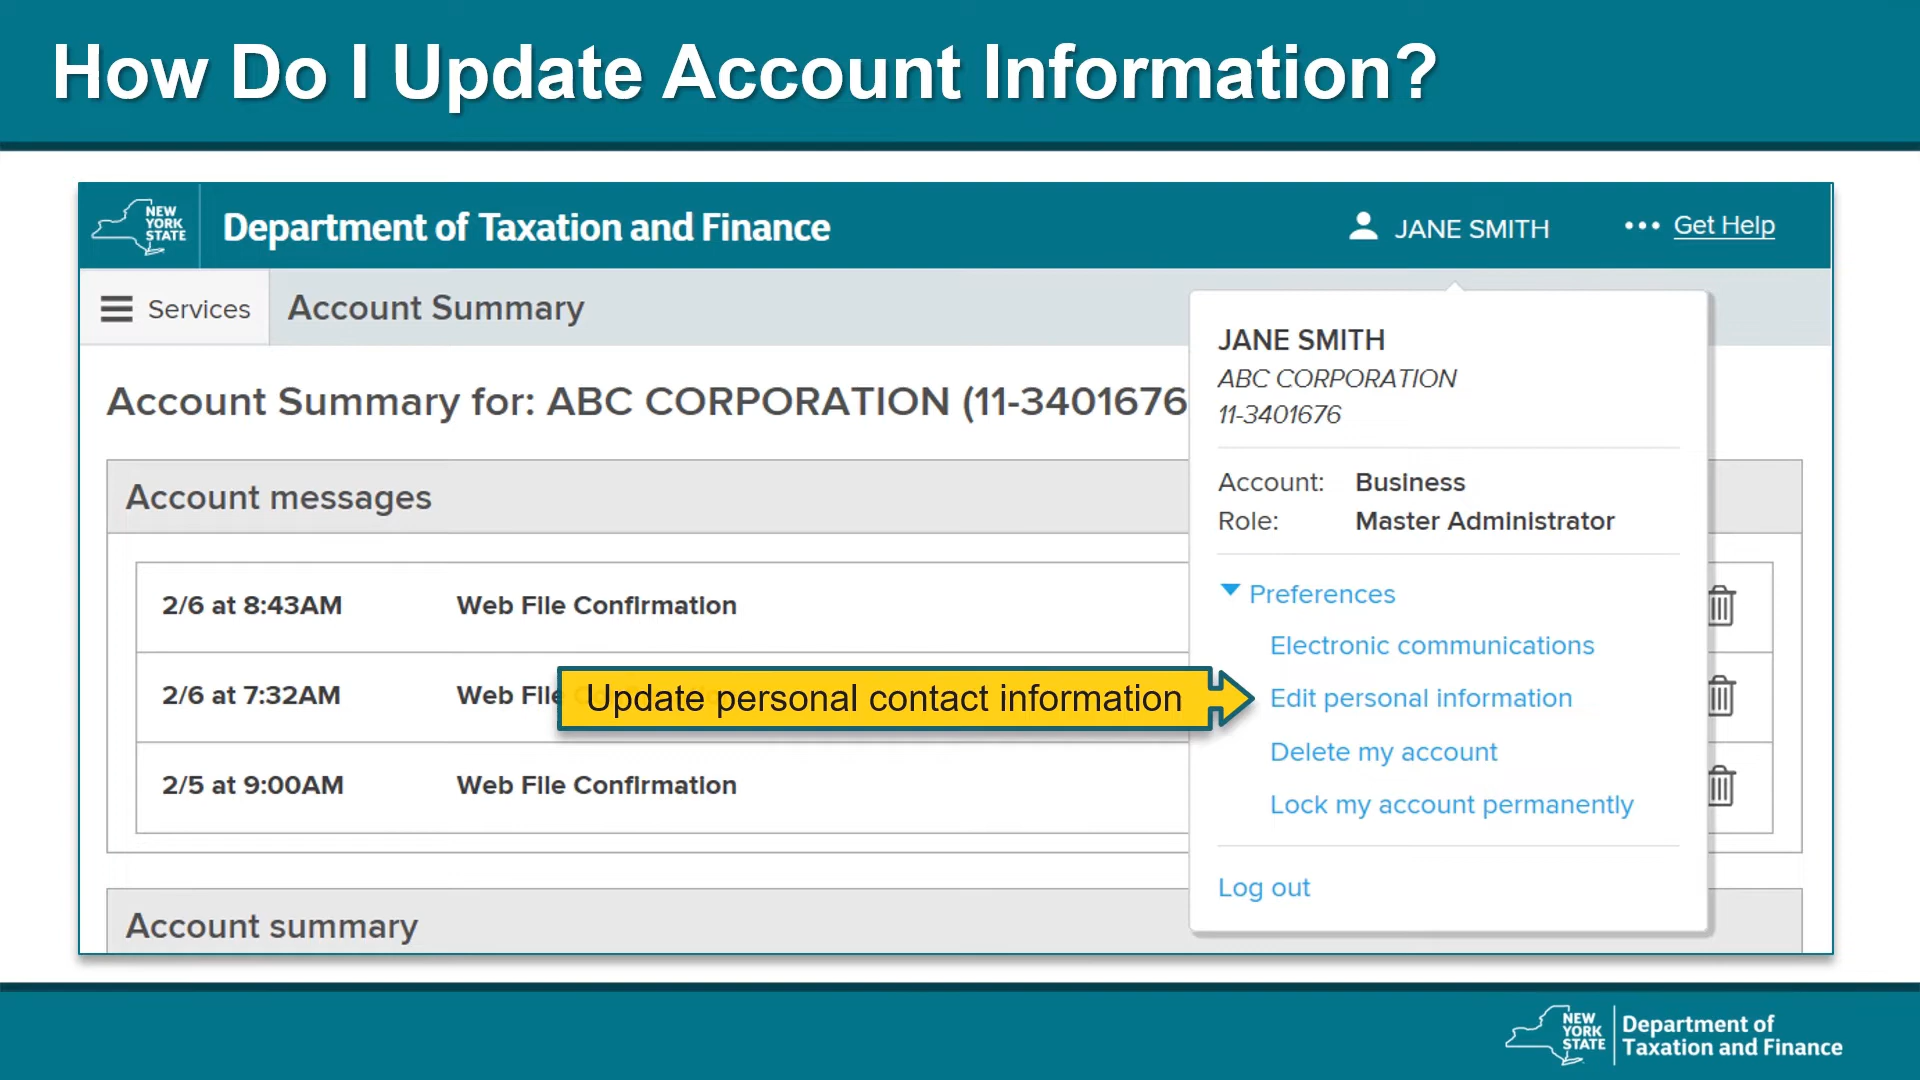 How Do I Update Account Information?
NEW
YORK
STATE
Department of Taxation and Finance
JANE SMITH
Get Help
Services
Account Summary
Account Summary for: ABC CORPORATION (11-3401676
JANE SMITH
ABC CORPORATION
11-3401676
Account: Business
Role: Master Administrator
Preferences
Electronic communications
Edit personal information
Delete my account
Lock my account permanently
Log out
Account messages
2/6 at 8:43AM Web File Confirmation
2/6 at 7:32AM Web File
Update personal contact information
2/5 at 9:00AM Web File Confirmation
Account summary
NEW
YORK
STATE
Department of
Taxation and Finance